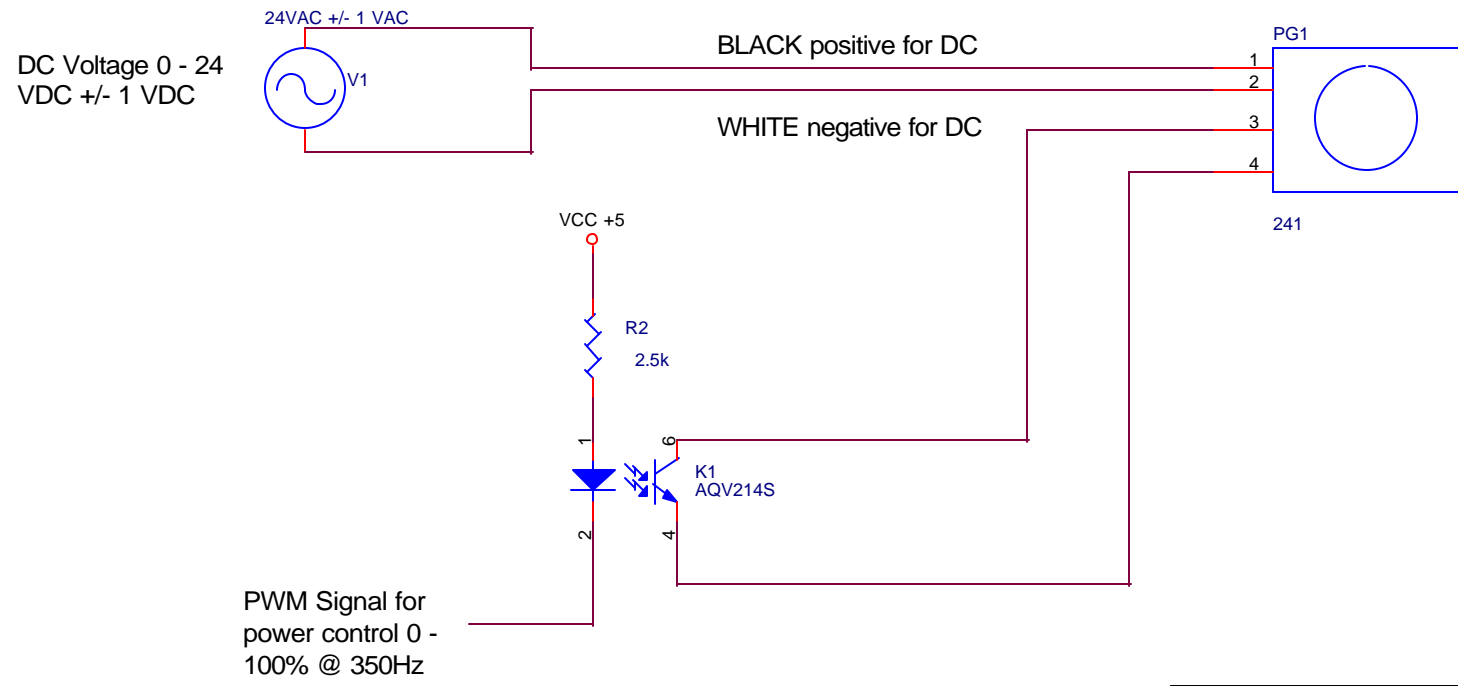 24VAC +/- 1 VAC
DC Voltage 0 - 24
VDC +/- 1 VDC
V1
BLACK positive for DC
WHITE negative for DC
PG1
1
2
3
4
241
VCC +5
R2
2.5k
1
6
K1
AQV214S
2
4
PWM Signal for
power control 0 -
100% @ 350Hz